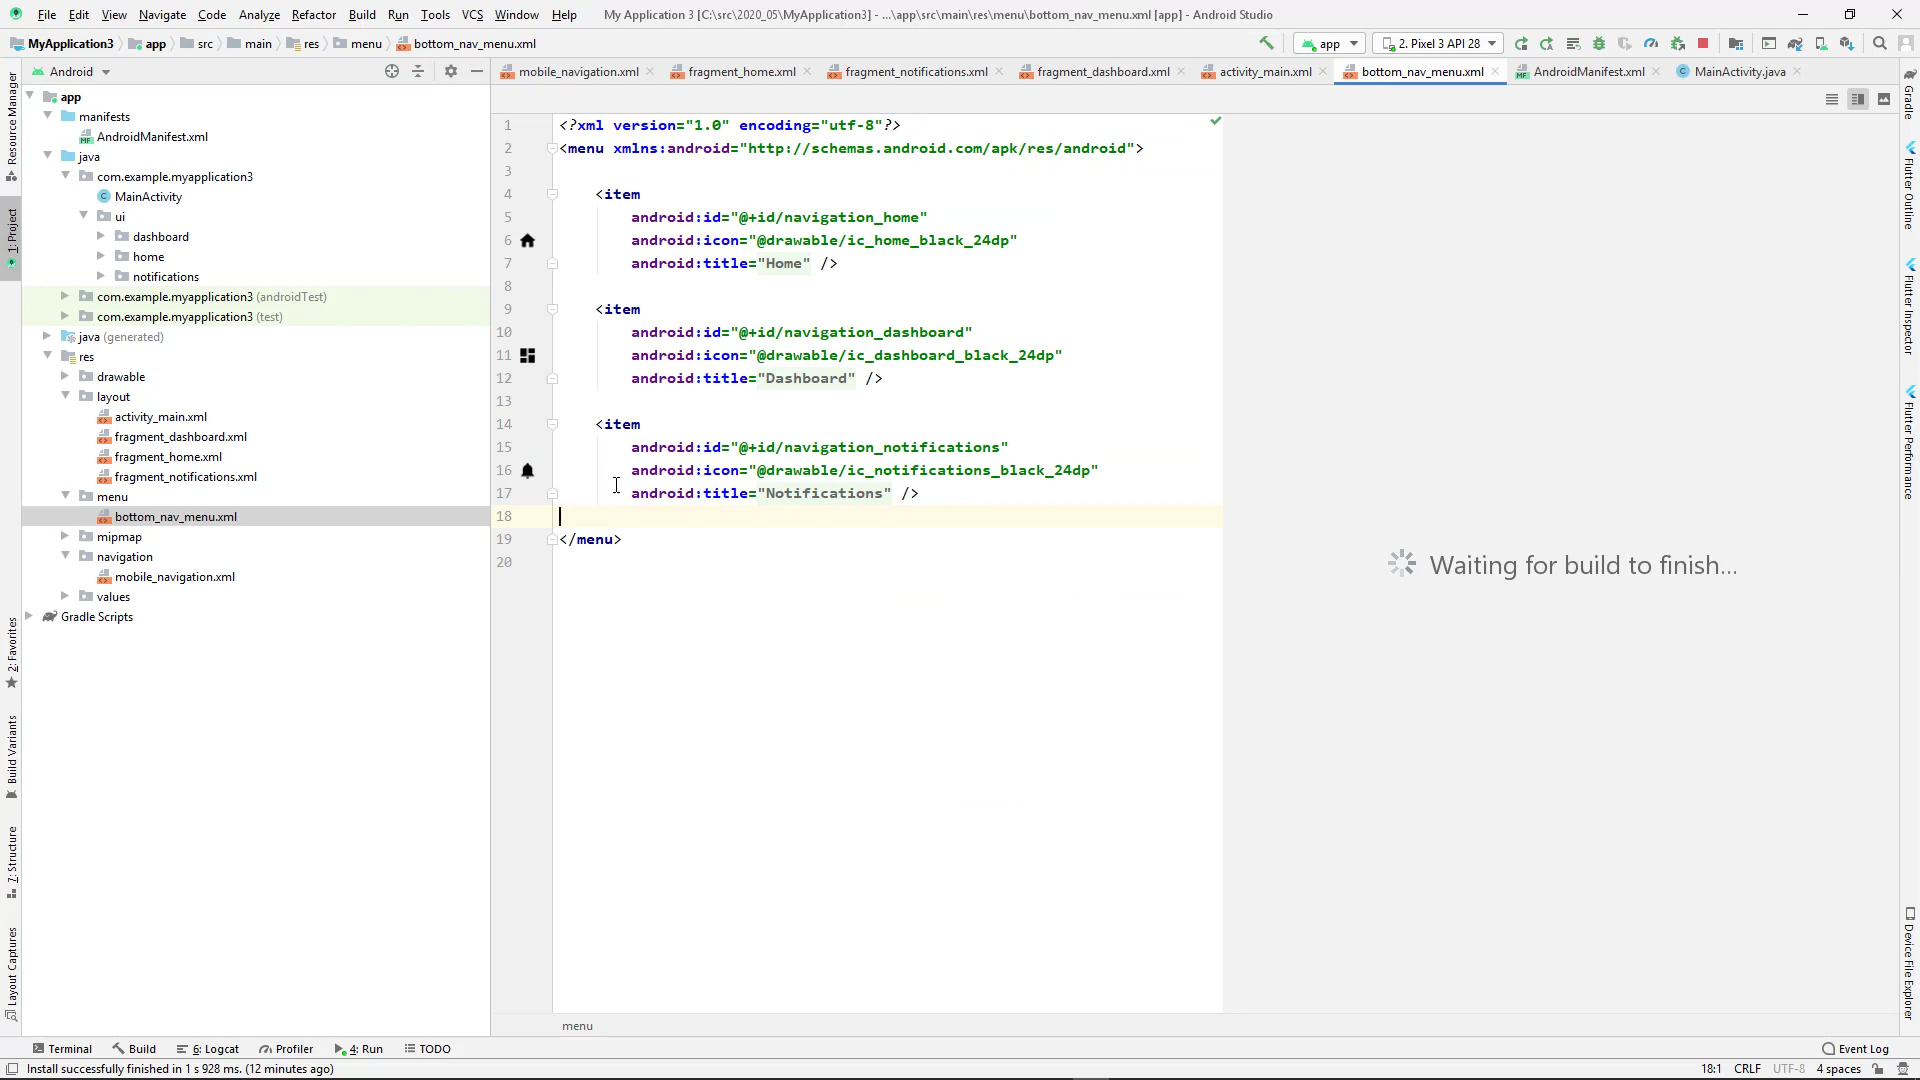 File Edit View Navigate Code Analyze Refactor Build Run Tools VCS Window Help My Application 3 [C:\src\2020_05\MyApplication3] - ...\app\src\main\res\menu\bottom_nav_menu.xml [app] - Android Studio
MyApplication3 app src main res menu bottom_nav_menu.xml app 2. Pixel 3 API 28
Android mobile_navigation.xml fragment_home.xml fragment_notifications.xml fragment_dashboard.xml activity_main.xml bottom_nav_menu.xml AndroidManifest.xml MainActivity.java
Resource Manager
1: Project
2: Favorites
Build Variants
7: Structure
Layout Captures
app
manifests
AndroidManifest.xml
java
com.example.myapplication3
MainActivity
ui
dashboard
home
notifications
com.example.myapplication3 (androidTest)
com.example.myapplication3 (test)
java (generated)
res
drawable
layout
activity_main.xml
fragment_dashboard.xml
fragment_home.xml
fragment_notifications.xml
menu
bottom_nav_menu.xml
mipmap
navigation
mobile_navigation.xml
values
Gradle Scripts
1 <?xml version="1.0" encoding="utf-8"?>
2 <menu xmlns:android="http://schemas.android.com/apk/res/android">
3
4 <item
5 android:id="@+id/navigation_home"
6 android:icon="@drawable/ic_home_black_24dp"
7 android:title="Home" />
8
9 <item
10 android:id="@+id/navigation_dashboard"
11 android:icon="@drawable/ic_dashboard_black_24dp"
12 android:title="Dashboard" />
13
14 <item
15 android:id="@+id/navigation_notifications"
16 android:icon="@drawable/ic_notifications_black_24dp"
17 android:title="Notifications" />
18
19 </menu>
20
menu
Waiting for build to finish...
Gradle
Flutter Outline
Flutter Inspector
Flutter Performance
Device File Explorer
Terminal Build 6: Logcat Profiler 4: Run TODO Event Log
Install successfully finished in 1 s 928 ms. (12 minutes ago) 18:1 CRLF UTF-8 4 spaces